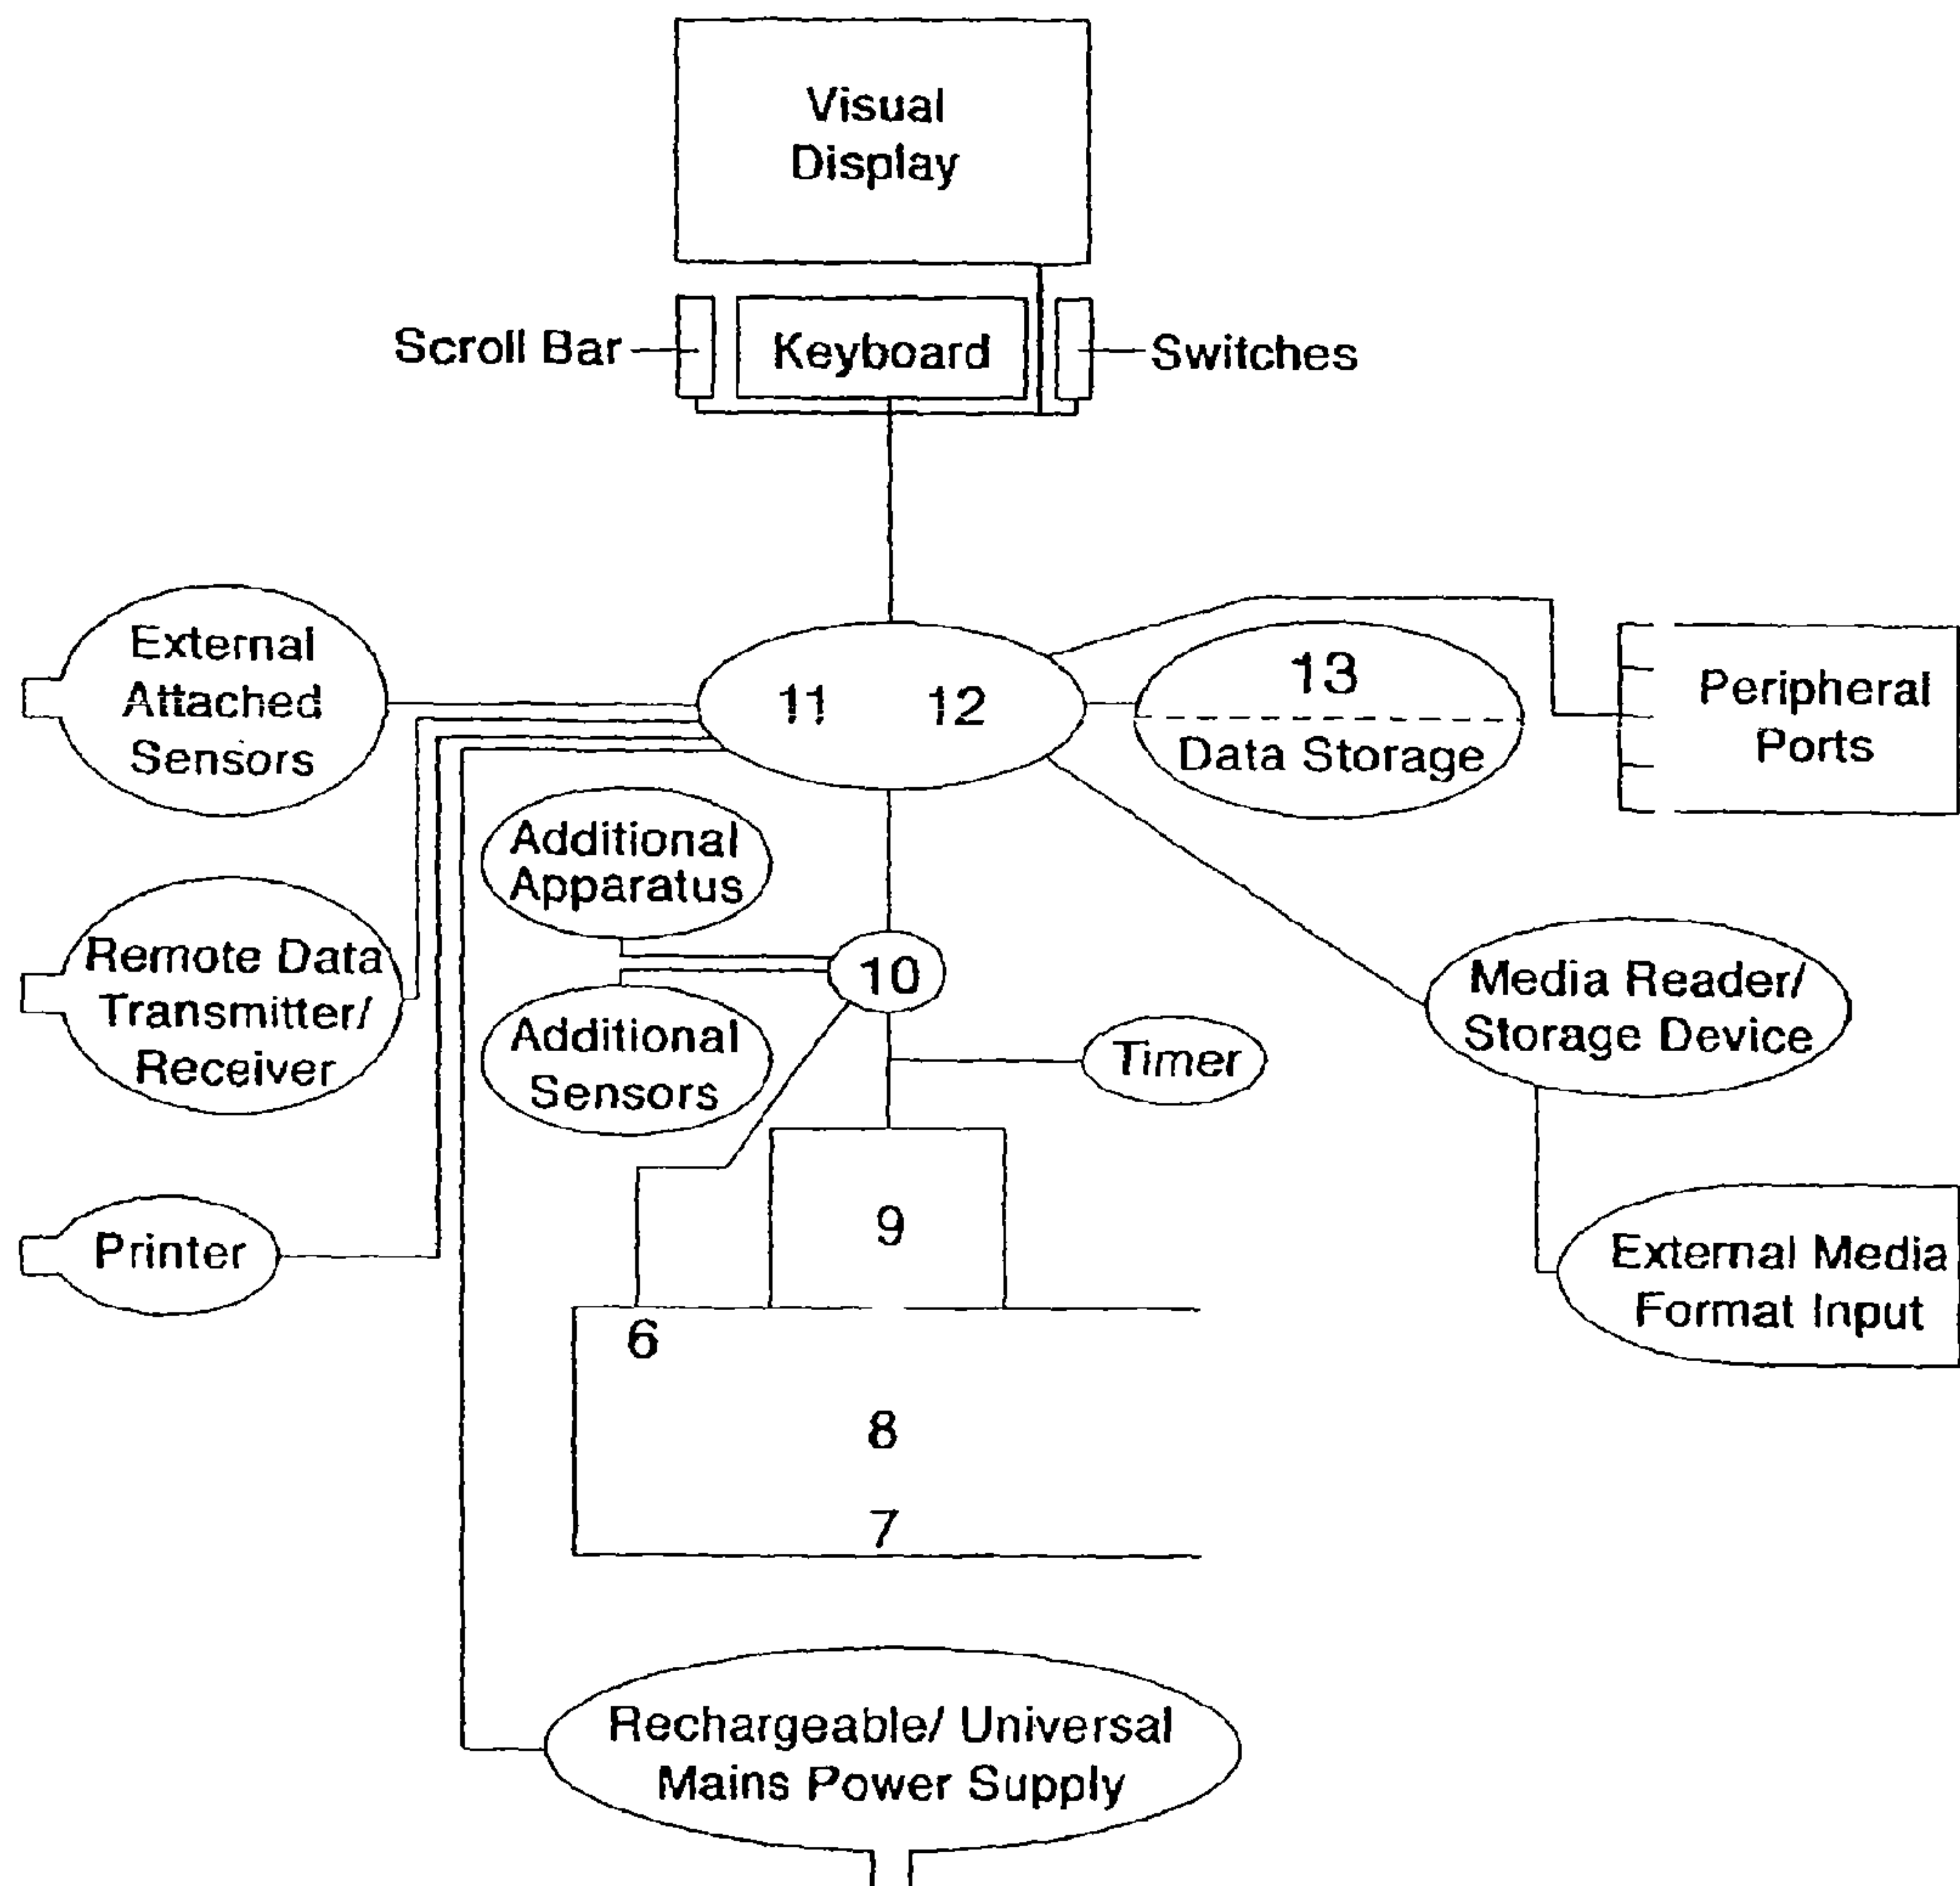 Visual
Display
Scroll Bar
Keyboard
Switches
External
Attached
Sensors
11
12
13
Data Storage
Peripheral
Ports
Additional
Apparatus
Remote Data
Transmitter/
Receiver
10
Media Reader/
Storage Device
Additional
Sensors
Timer
Printer
9
External Media
Format Input
6
8
7
Rechargeable/ Universal
Mains Power Supply